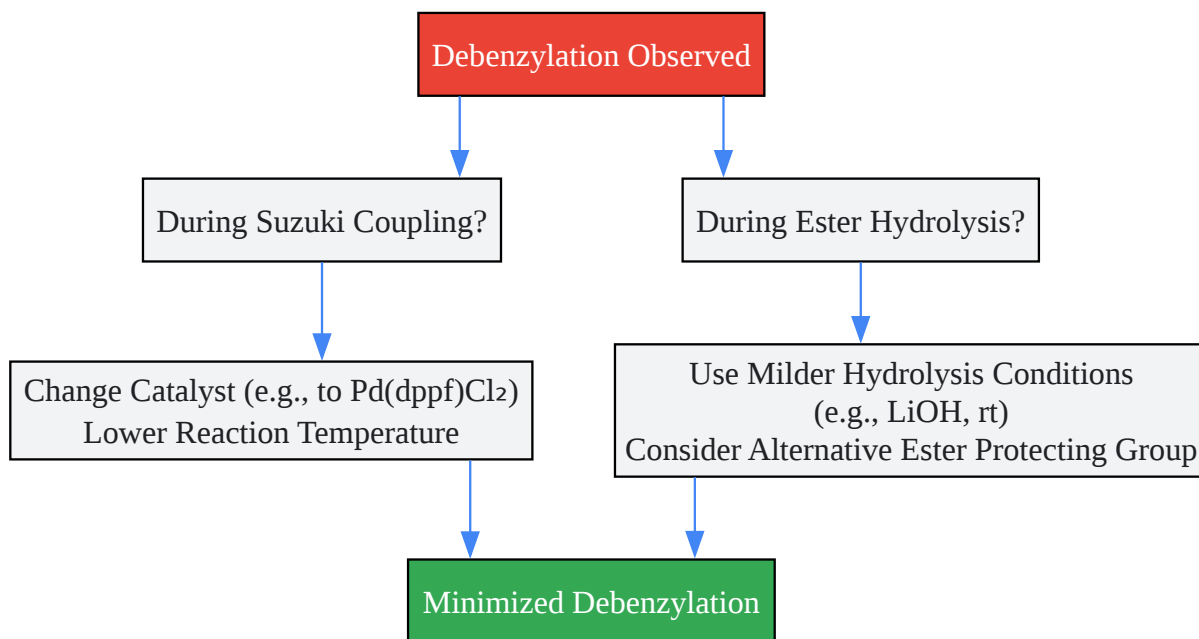 Debenzylation Observed
During Suzuki Coupling?
During Ester Hydrolysis?
Change Catalyst (e.g., to Pd(dppf)Cl₂)
Lower Reaction Temperature
Use Milder Hydrolysis Conditions
(e.g., LiOH, rt)
Consider Alternative Ester Protecting Group
Minimized Debenzylation